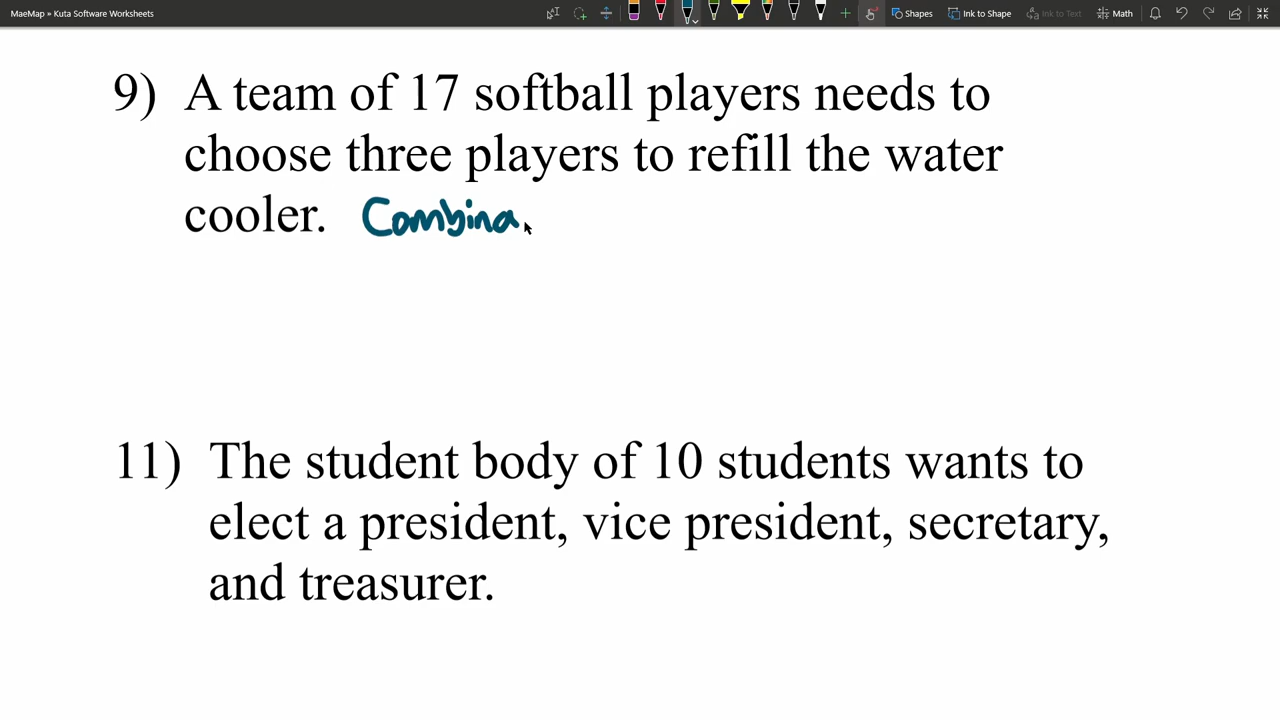 MaeMap » Kuta Software Worksheets
Shapes Ink to Shape Ink to Text Math
9) A team of 17 softball players needs to
choose three players to refill the water
cooler. Combina
11) The student body of 10 students wants to
elect a president, vice president, secretary,
and treasurer.